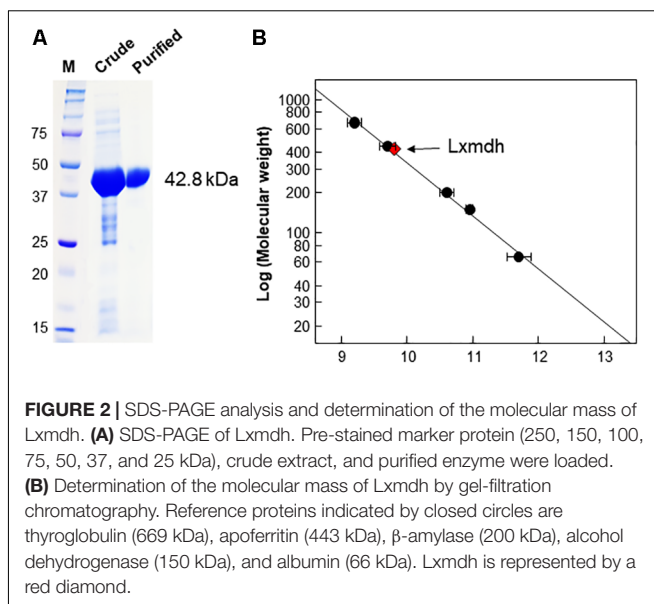 A
M
Crude
Purified
75
50
37
25
20
15
42.8 kDa
B
Log (Molecular weight)
1000
800
600
400
300
200
100
80
60
40
30
20
9 10 11 12 13
Lxmdh
FIGURE 2 | SDS-PAGE analysis and determination of the molecular mass of
Lxmdh. (A) SDS-PAGE of Lxmdh. Pre-stained marker protein (250, 150, 100,
75, 50, 37, and 25 kDa), crude extract, and purified enzyme were loaded.
(B) Determination of the molecular mass of Lxmdh by gel-filtration
chromatography. Reference proteins indicated by closed circles are
thyroglobulin (669 kDa), apoferritin (443 kDa), β-amylase (200 kDa), alcohol
dehydrogenase (150 kDa), and albumin (66 kDa). Lxmdh is represented by a
red diamond.